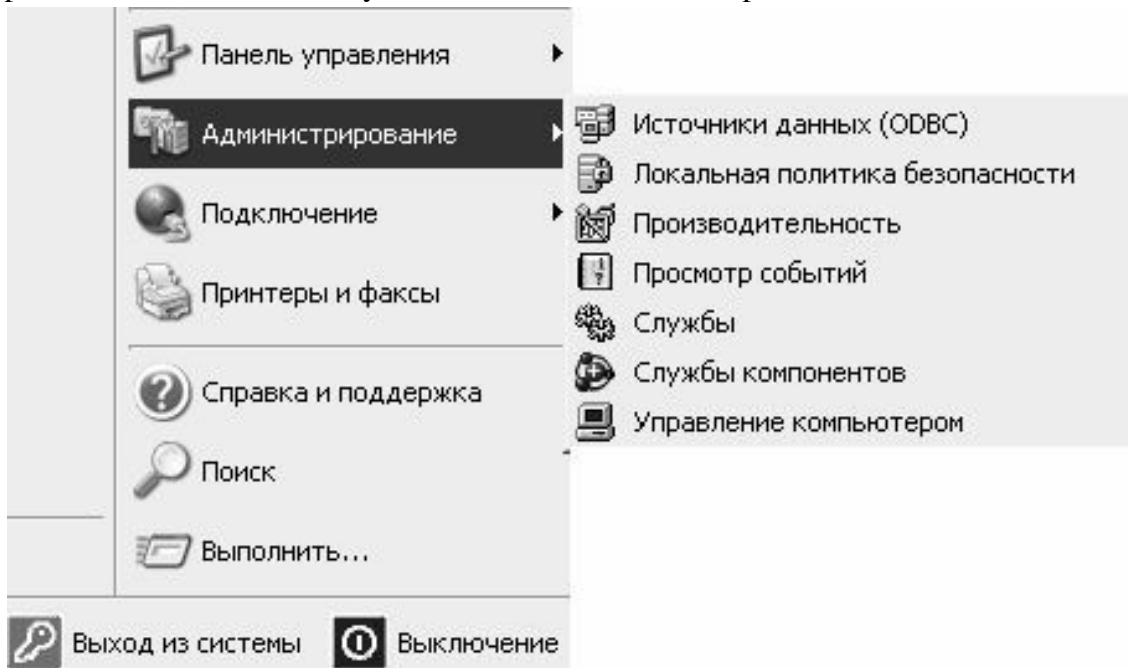 Панель управления
Администрирование
Подключение
Принтеры и факсы
Справка и поддержка
Поиск
Выполнить...
Выход из системы
Выключение
Источники данных (ODBC)
Локальная политика безопасности
Производительность
Просмотр событий
Службы
Службы компонентов
Управление компьютером